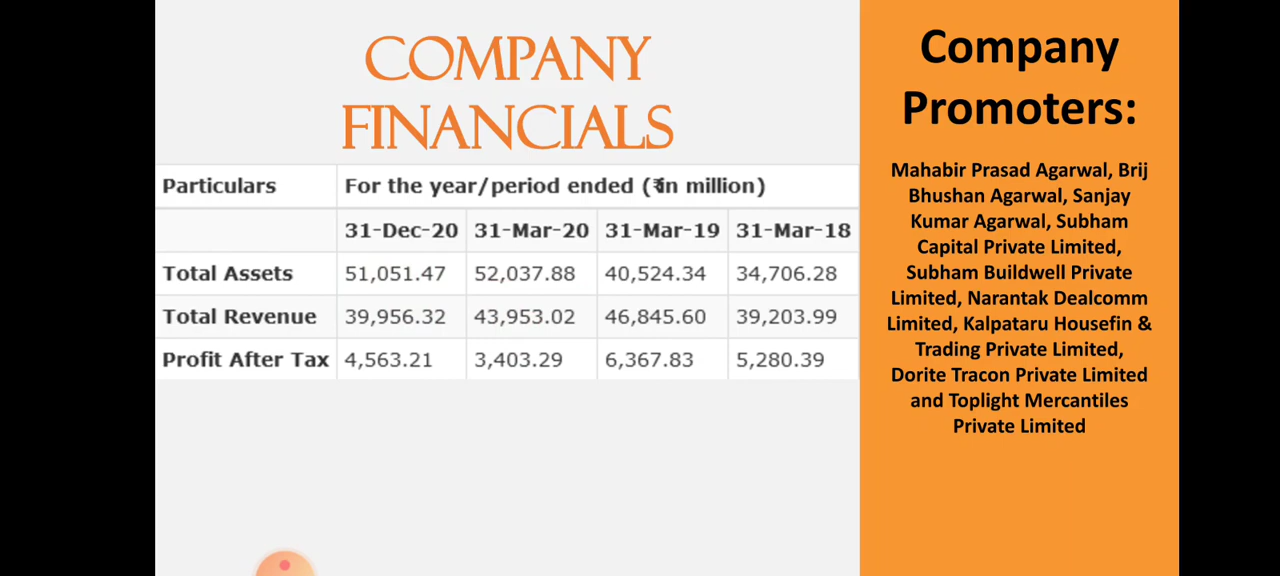 COMPANY
FINANCIALS
Particulars For the year/period ended (₹in million)
31-Dec-20 31-Mar-20 31-Mar-19 31-Mar-18
Total Assets 51,051.47 52,037.88 40,524.34 34,706.28
Total Revenue 39,956.32 43,953.02 46,845.60 39,203.99
Profit After Tax 4,563.21 3,403.29 6,367.83 5,280.39
Company
Promoters:
Mahabir Prasad Agarwal, Brij
Bhushan Agarwal, Sanjay
Kumar Agarwal, Subham
Capital Private Limited,
Subham Buildwell Private
Limited, Narantak Dealcomm
Limited, Kalpataru Housefin &
Trading Private Limited,
Dorite Tracon Private Limited
and Toplight Mercantiles
Private Limited